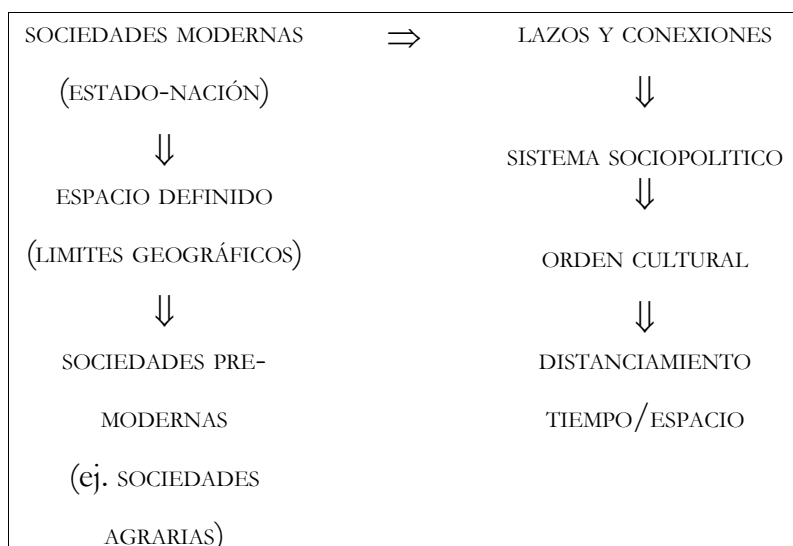 SOCIEDADES MODERNAS ⇒ LAZOS Y CONEXIONES
(ESTADO-NACIÓN)
⇓
ESPACIO DEFINIDO
(LIMITES GEOGRÁFICOS)
⇓
SOCIEDADES PRE-
MODERNAS
(ej. SOCIEDADES
AGRARIAS)
⇓
SISTEMA SOCIOPOLITICO
⇓
ORDEN CULTURAL
⇓
DISTANCIAMIENTO
TIEMPO/ESPACIO